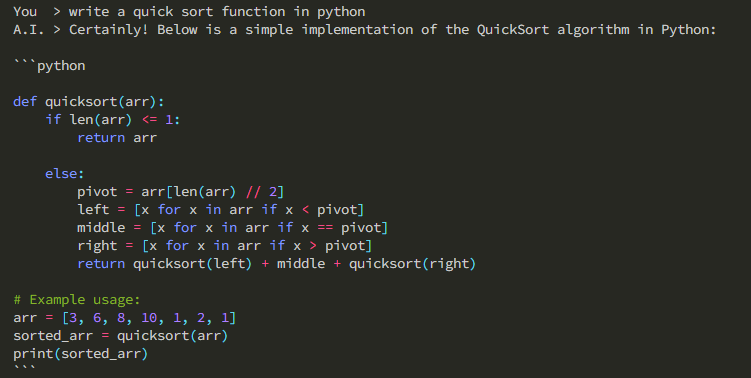 You  > write a quick sort function in python
A.I. > Certainly! Below is a simple implementation of the QuickSort algorithm in Python:
```python
def quicksort(arr):
    if len(arr) <= 1:
        return arr
    else:
        pivot = arr[len(arr) // 2]
        left = [x for x in arr if x < pivot]
        middle = [x for x in arr if x == pivot]
        right = [x for x in arr if x > pivot]
        return quicksort(left) + middle + quicksort(right)
# Example usage:
arr = [3, 6, 8, 10, 1, 2, 1]
sorted_arr = quicksort(arr)
print(sorted_arr)
```